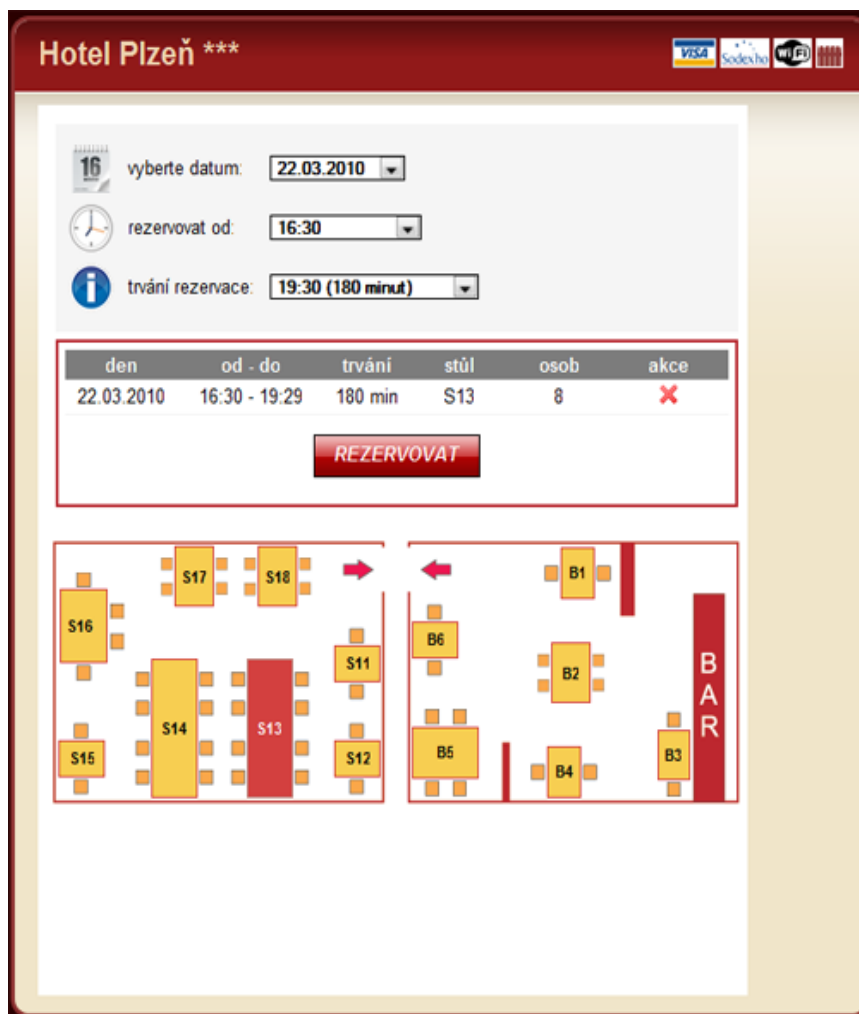 Hotel Plzeň ***
VISA Sodexho WiFi
16 vyberte datum: 22.03.2010
rezervovat od: 16:30
trvání rezervace: 19:30 (180 minut)
den od - do trvání stůl osob akce
22.03.2010 16:30 - 19:29 180 min S13 8
REZERVOVAT
S17 S18 B1
S16 B6
S11 B2
S14 S13
S15 S12 B5 B4 B3
BAR